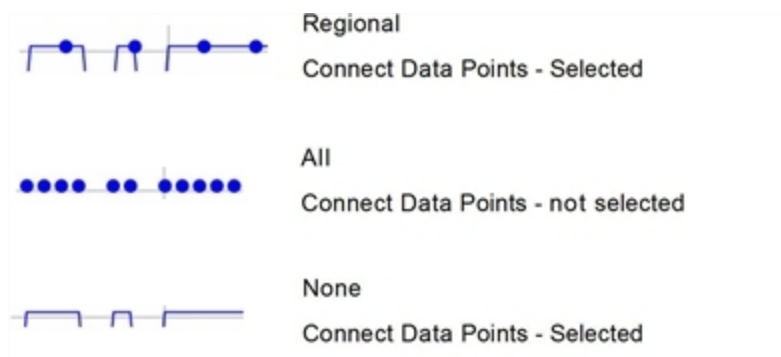 Regional
Connect Data Points - Selected
All
Connect Data Points - not selected
None
Connect Data Points - Selected